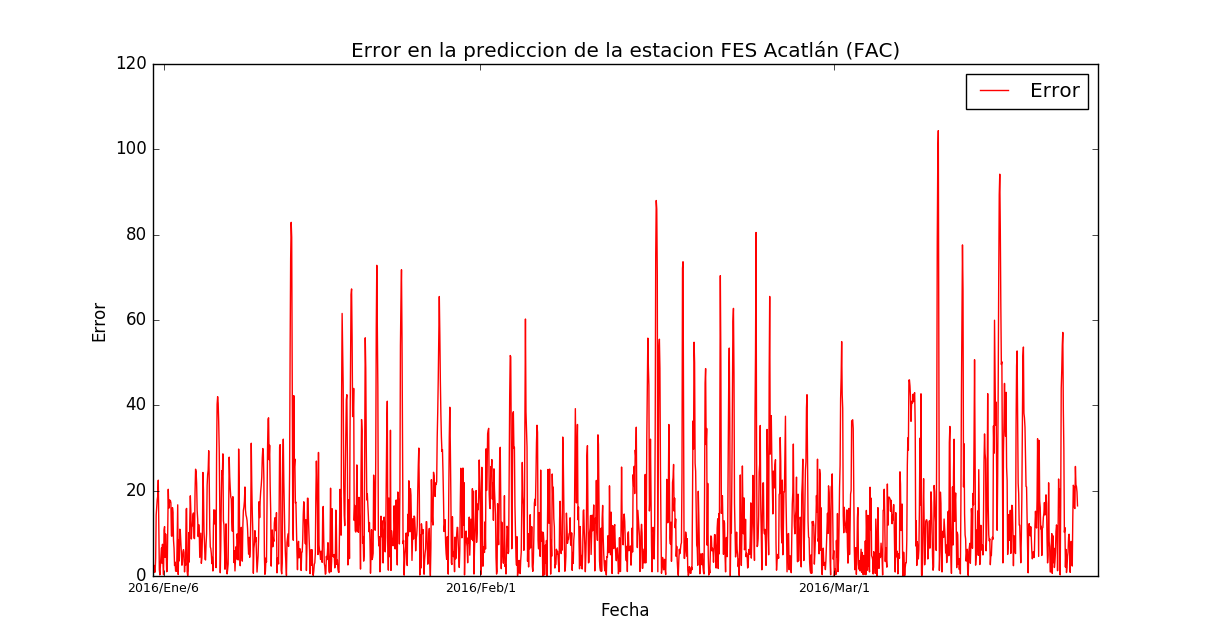 Error en la prediccion de la estacion FES Acatlán (FAC)
120
100
80
60
40
20
0
Error
Error
2016/Ene/6
2016/Feb/1
2016/Mar/1
Fecha